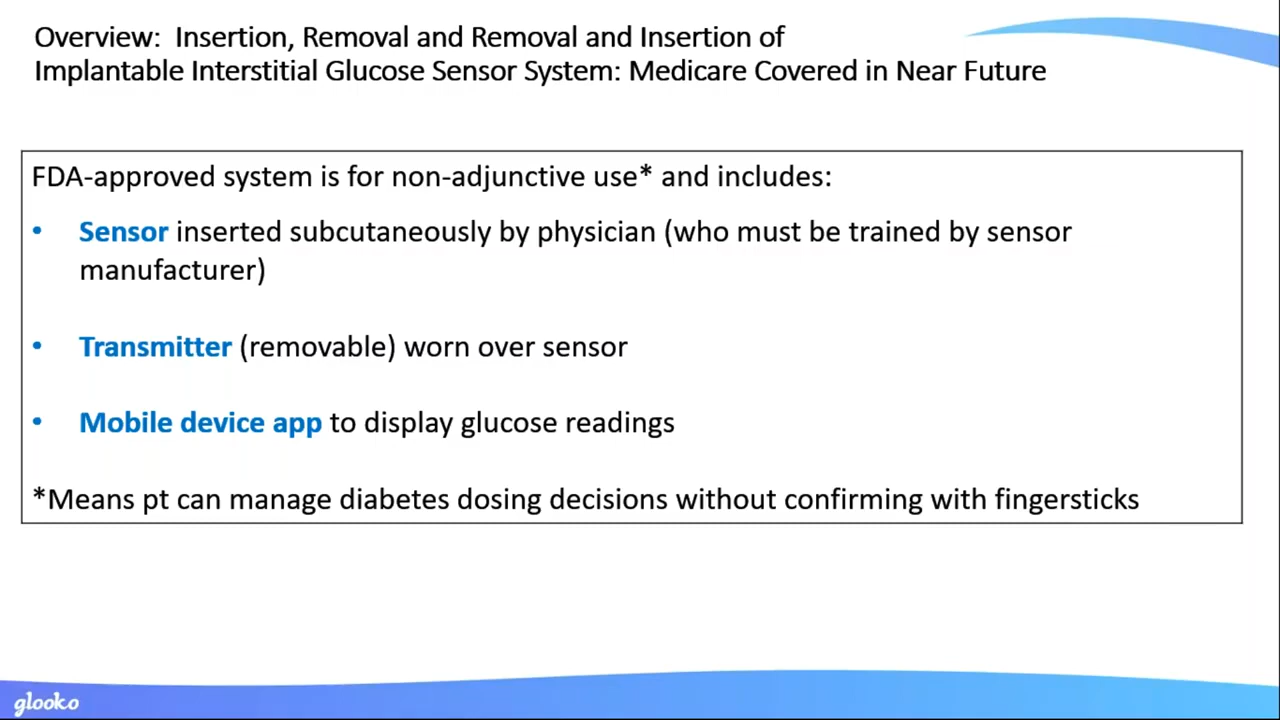 Overview:  Insertion, Removal and Removal and Insertion of
Implantable Interstitial Glucose Sensor System: Medicare Covered in Near Future
FDA-approved system is for non-adjunctive use* and includes:
• Sensor inserted subcutaneously by physician (who must be trained by sensor
manufacturer)
• Transmitter (removable) worn over sensor
• Mobile device app to display glucose readings
*Means pt can manage diabetes dosing decisions without confirming with fingersticks
glooko